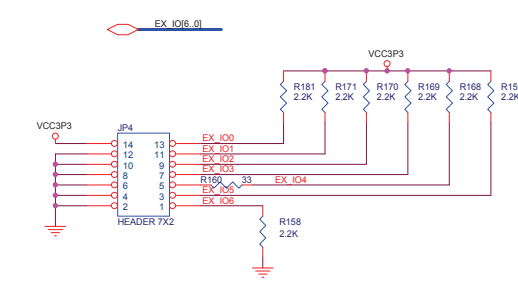 EX_IO[6..0]
VCC3P3
R181 R171 R170 R169 R168
2.2K 2.2K 2.2K 2.2K 2.2K 2.2K
VCC3P3
JP4
14 13 EX_IO0
12 11 EX_IO1
10 9 EX_IO2
8 7 EX_IO3
6 5 R160 33 EX_IO4
4 3 EX_IO5
2 1 EX_IO6
HEADER 7X2
R158
2.2K